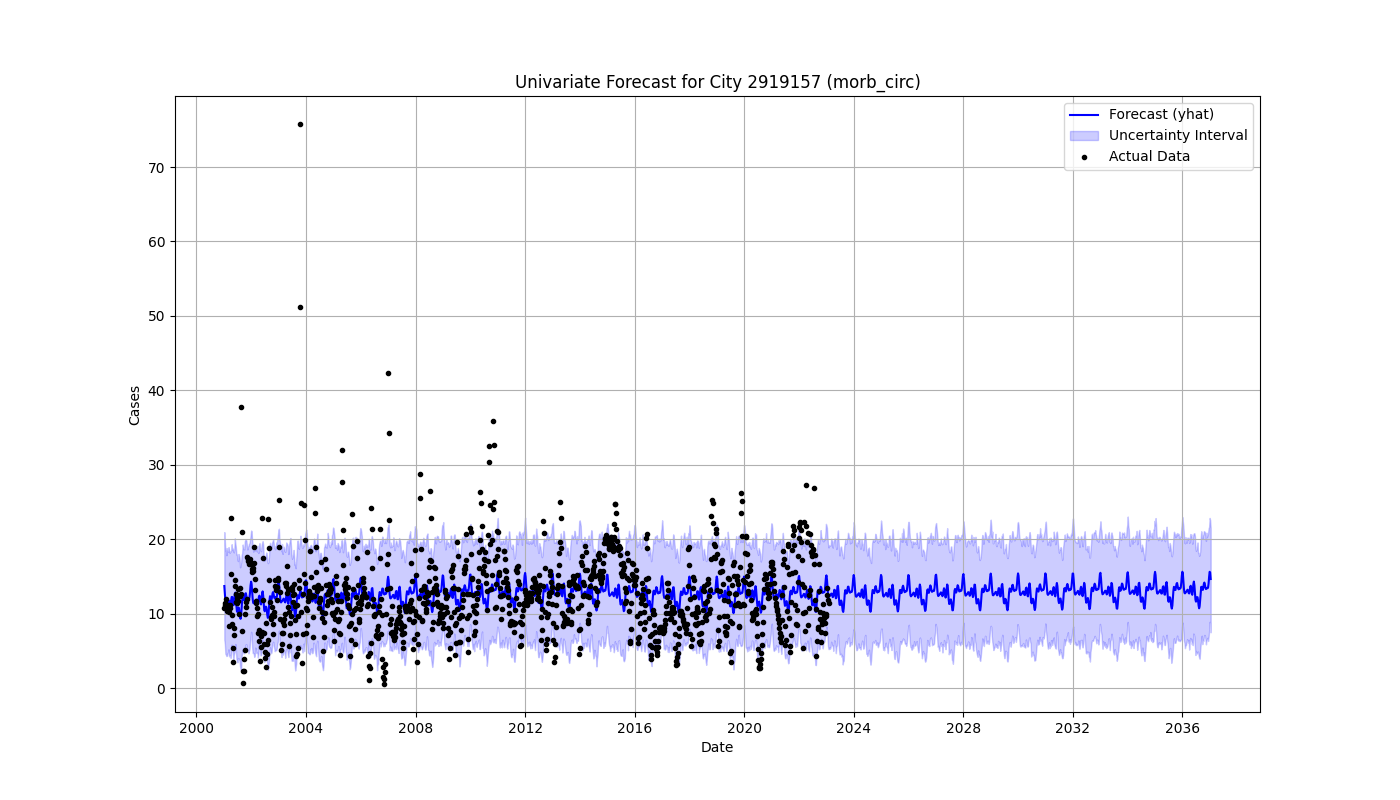 Univariate Forecast for City 2919157 (morb_circ)
Forecast (yhat)
Uncertainty Interval
Actual Data
Cases
70
60
50
40
30
20
10
0
2000 2004 2008 2012 2016 2020 2024 2028 2032 2036
Date